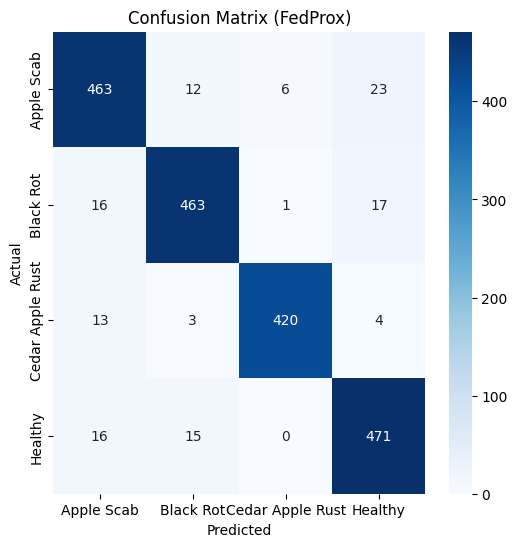 Confusion Matrix (FedProx)
Apple Scab 463 12 6 23
Black Rot 16 463 1 17
Cedar Apple Rust 13 3 420 4
Healthy 16 15 0 471
Actual
Apple Scab Black Rot Cedar Apple Rust Healthy
Predicted
400
300
200
100
0